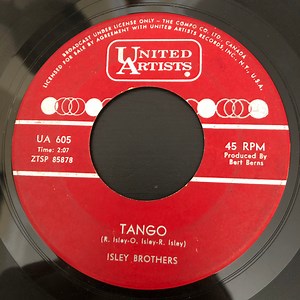 BROADCAST UNDER LICENSE ONLY - THE COMPO CO. LTD. CANADA
LICENSED FOR SALE BY AGREEMENT WITH UNITED ARTISTS RECORDS INC., N.Y., U.S.A.
UNITED
ARTISTS
UA 605
Time: 2:07
ZTSP 85878
45 RPM
Produced By
Bert Berns
TANGO
(R. Isley-O. Isley-R. Isley)
ISLEY BROTHERS